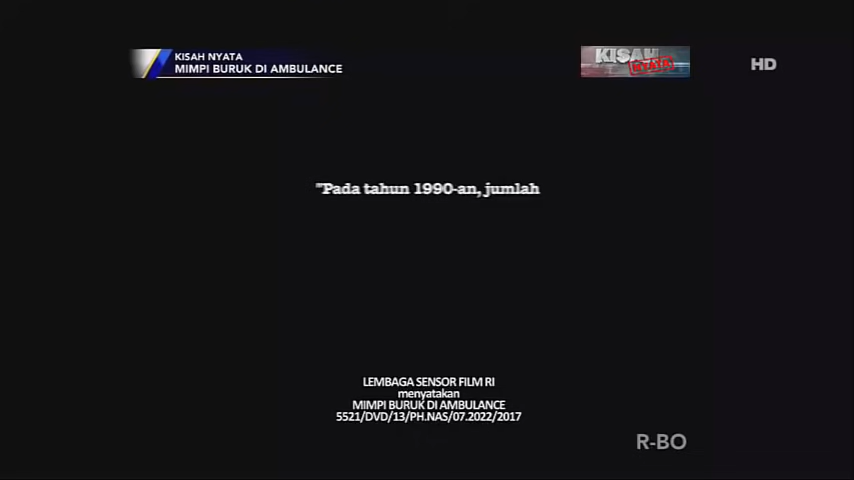 KISAH NYATA
MIMPI BURUK DI AMBULANCE
KISAH
NYATA
HD
"Pada tahun 1990-an, jumlah
LEMBAGA SENSOR FILM RI
menyatakan
MIMPI BURUK DI AMBULANCE
5521/DVD/13/PH.NAS/07.2022/2017
R-BO